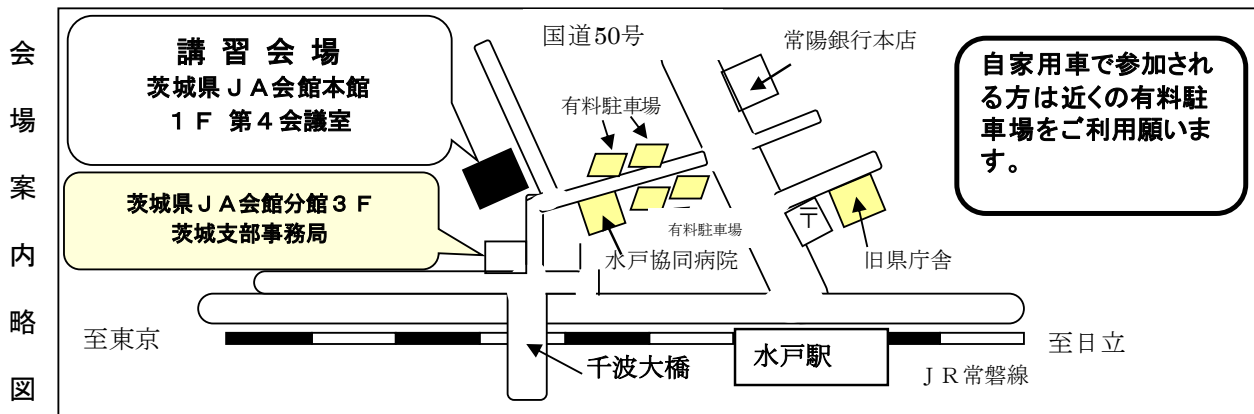 会場案内略図
講 習 会 場
茨城県ＪＡ会館本館
１Ｆ 第４会議室
茨城県ＪＡ会館分館３Ｆ
茨城支部事務局
国道50号
常陽銀行本店
有料駐車場
自家用車で参加され
る方は近くの有料駐
車場をご利用願いま
す。
有料駐車場
水戸協同病院
〒
旧県庁舎
至東京
千波大橋
水戸駅
ＪＲ常磐線
至日立